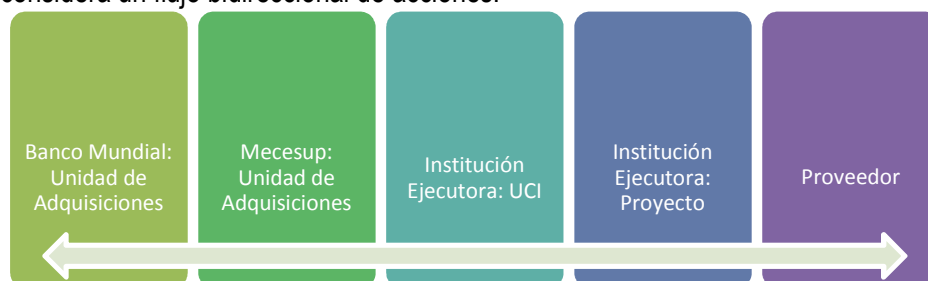 considera un flujo bidireccional de acciones.
Banco Mundial:
Unidad de
Adquisiciones
Mecesup:
Unidad de
Adquisiciones
Institución
Ejecutora: UCI
Institución
Ejecutora:
Proyecto
Proveedor